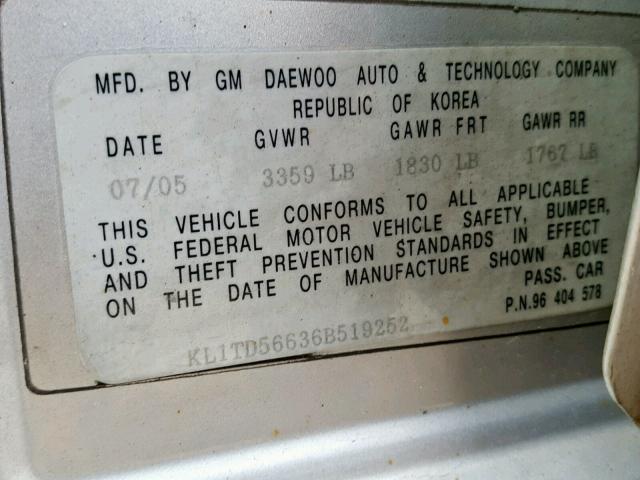 MFD. BY GM DAEWOO AUTO & TECHNOLOGY COMPANY
REPUBLIC OF KOREA
DATE GVWR GAWR FRT GAWR RR
07/05 3359 LB 1830 LB 1767 LB
THIS VEHICLE CONFORMS TO ALL APPLICABLE
U.S. FEDERAL MOTOR VEHICLE SAFETY, BUMPER,
AND THEFT PREVENTION STANDARDS IN EFFECT
ON THE DATE OF MANUFACTURE SHOWN ABOVE
PASS. CAR
P.N.96 404 578
KL1TD56636B519252